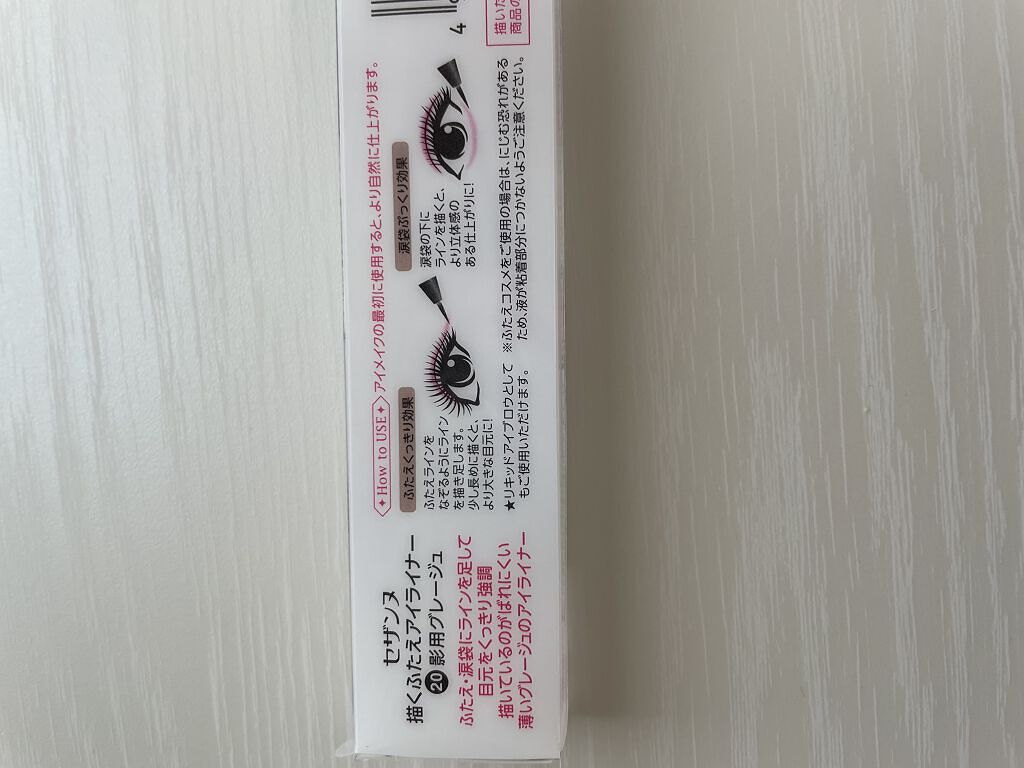 セザンヌ
描くふたえアイライナー
20 影用グレージュ
ふたえ・涙袋にラインを足して
目元をくっきり強調
描いているのがばれにくい
薄いグレージュのアイライナー
✦How to USE✦ アイメイクの最初に使用すると、より自然に仕上がります。
ふたえくっきり効果
ふたえラインを
なぞるようにライン
を描き足します。
少し長めに描くと、
より大きな目元に!
涙袋ぷっくり効果
涙袋の下に
ラインを描くと、
より立体感の
ある仕上がりに!
★リキッドアイブロウとして
もご使用いただけます。
※ふたえコスメをご使用の場合は、にじむ恐れがある
ため、液が粘着部分につかないようご注意ください。
4
描いた
商品の